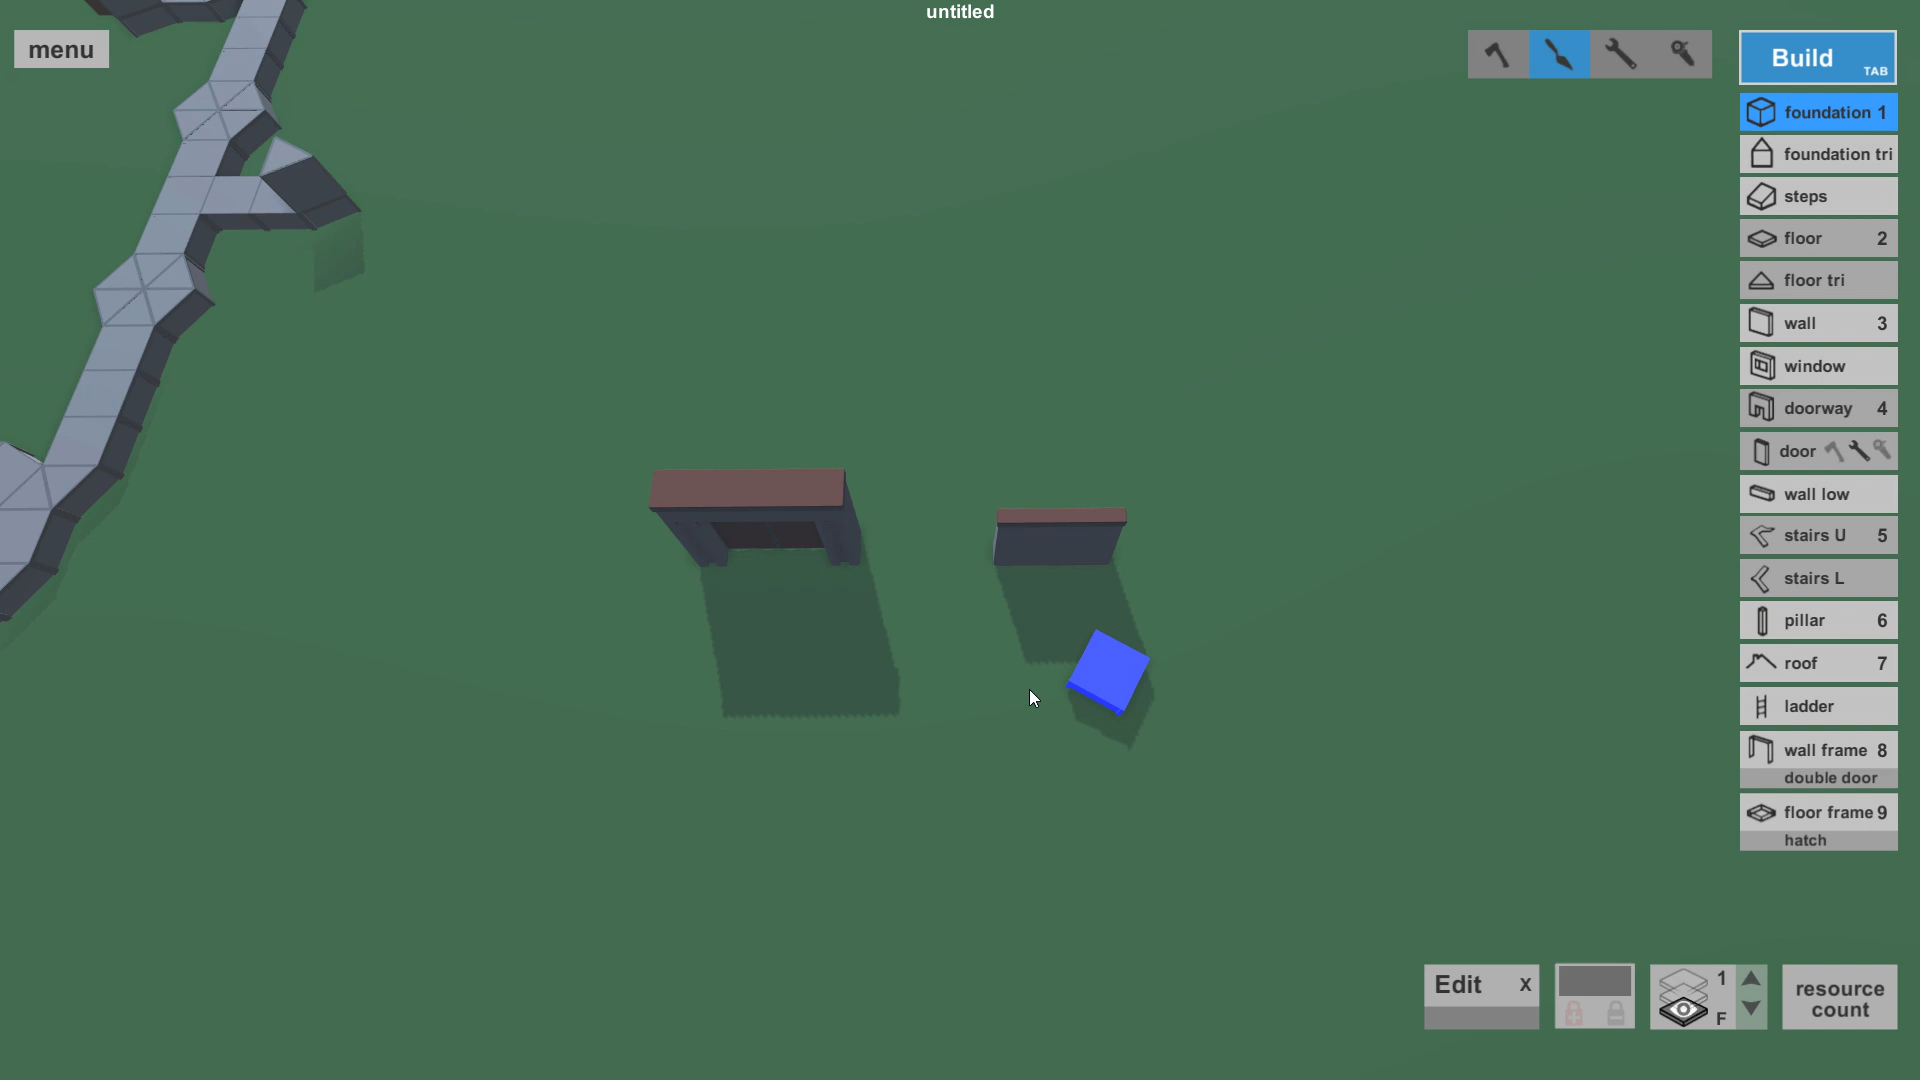 untitled
menu
Build
TAB
foundation 1
foundation tri
steps
floor 2
floor tri
wall 3
window
doorway 4
door
wall low
stairs U 5
stairs L
pillar 6
roof 7
ladder
wall frame 8
double door
floor frame 9
hatch
Edit X
1
F
resource
count